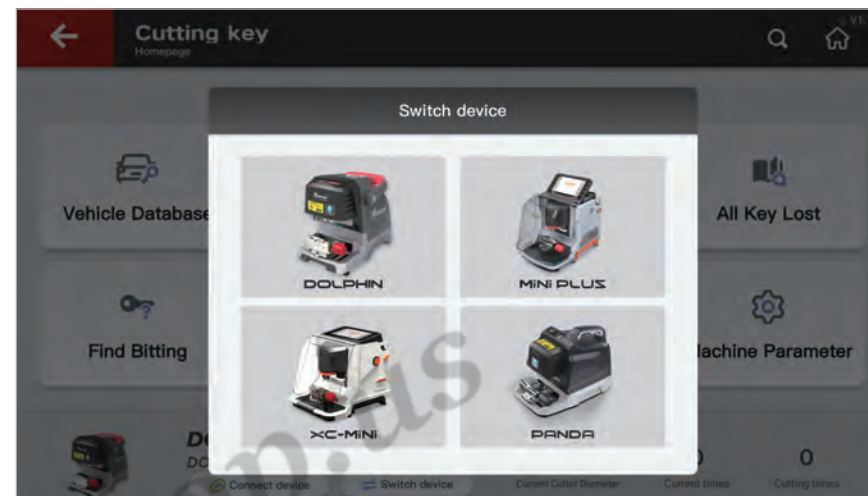 Cutting key
Homepage
V1.
Switch device
Vehicle Database
All Key Lost
DOLPHIN
MINI PLUS
Find Bitting
Machine Parameter
XC-MINI
PANDA
0
Connect device
Switch device
Current Cutter Diameter
Current times
Cutting times